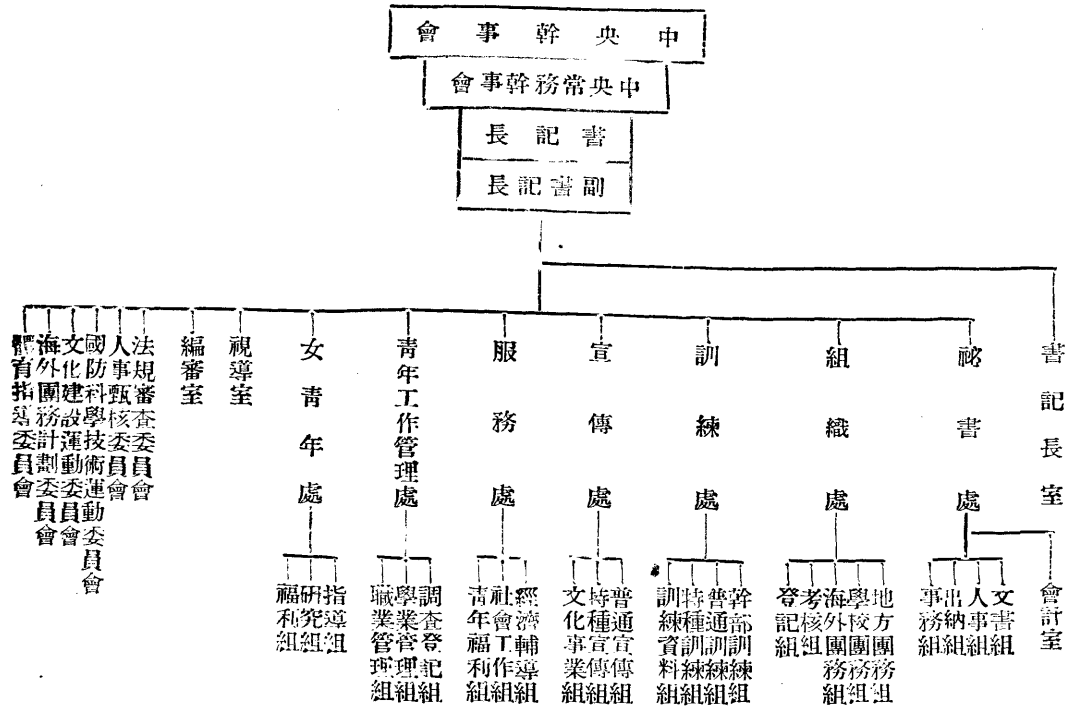 中央幹事會
中央常務幹事會
書記長
副書記長
書記長室
祕書處
組織處
訓練處
宣傳處
服務處
青年工作管理處
女青年處
視導室
編審室
法規審查委員會
人事甄核委員會
國防科學技術運動委員會
文化建設運動委員會
海外團務計劃委員會
體育指導委員會
會計室
文書組
人事組
出納組
事務組
地方團務組
學校團務組
海外團務組
考核組
登記組
幹部訓練組
普通訓練組
特種訓練組
訓練資料組
普通宣傳組
特種宣傳組
文化事業組
經濟輔導組
社會工作組
青年福利組
調查登記組
學業管理組
職業管理組
指導組
研究組
福利組